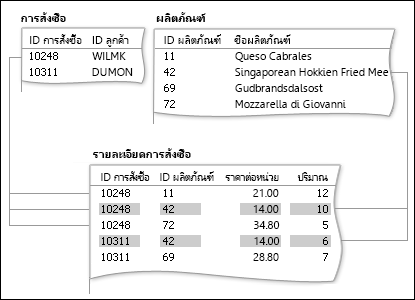 การสั่งซื้อ
ID การสั่งซื้อ ID ลูกค้า
10248 WILMK
10311 DUMON
ผลิตภัณฑ์
ID ผลิตภัณฑ์ ชื่อผลิตภัณฑ์
11 Queso Cabrales
42 Singaporean Hokkien Fried Mee
69 Gudbrandsdalsost
72 Mozzarella di Giovanni
รายละเอียดการสั่งซื้อ
ID การสั่งซื้อ ID ผลิตภัณฑ์ ราคาต่อหน่วย ปริมาณ
10248 11 21.00 12
10248 42 14.00 10
10248 72 34.80 5
10311 42 14.00 6
10311 69 28.80 7